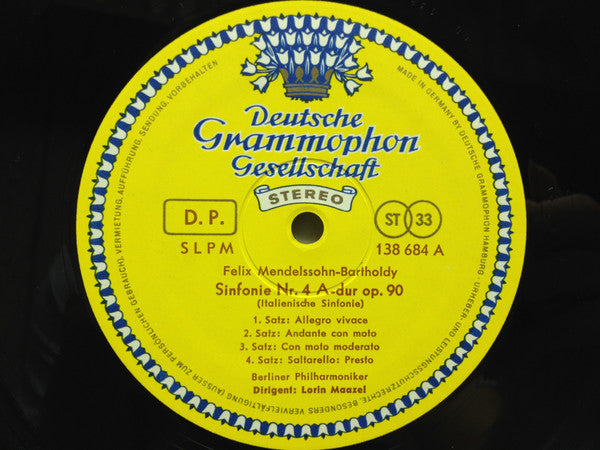 Deutsche
Grammophon
Gesellschaft
STEREO
D.P.
SLPM
ST 33
138 684 A
Felix Mendelssohn-Bartholdy
Sinfonie Nr. 4 A-dur op. 90
(Italienische Sinfonie)
1. Satz: Allegro vivace
2. Satz: Andante con moto
3. Satz: Con moto moderato
4. Satz: Saltarello: Presto
Berliner Philharmoniker
Dirigent: Lorin Maazel
MADE IN GERMANY BY DEUTSCHE GRAMMOPHON HAMBURG · URHEBER- UND LEISTUNGSSCHUTZRECHTE, BESONDERS VERVIELFÄLTIGUNG (AUSSER ZUM PERSÖNLICHEN GEBRAUCH), VERMIETUNG, AUFFÜHRUNG, SENDUNG, VORBEHALTEN